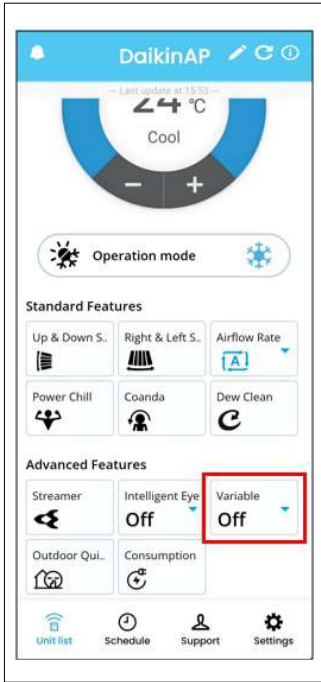 DaikinAP
— Last update at 15:53 —
24 °C
Cool
− +
Operation mode
Standard Features
Up & Down S..
Right & Left S..
Airflow Rate
A
Power Chill
Coanda
Dew Clean
Advanced Features
Streamer
Intelligent Eye
Off
Variable
Off
Outdoor Qui..
Consumption
Unit list
Schedule
Support
Settings